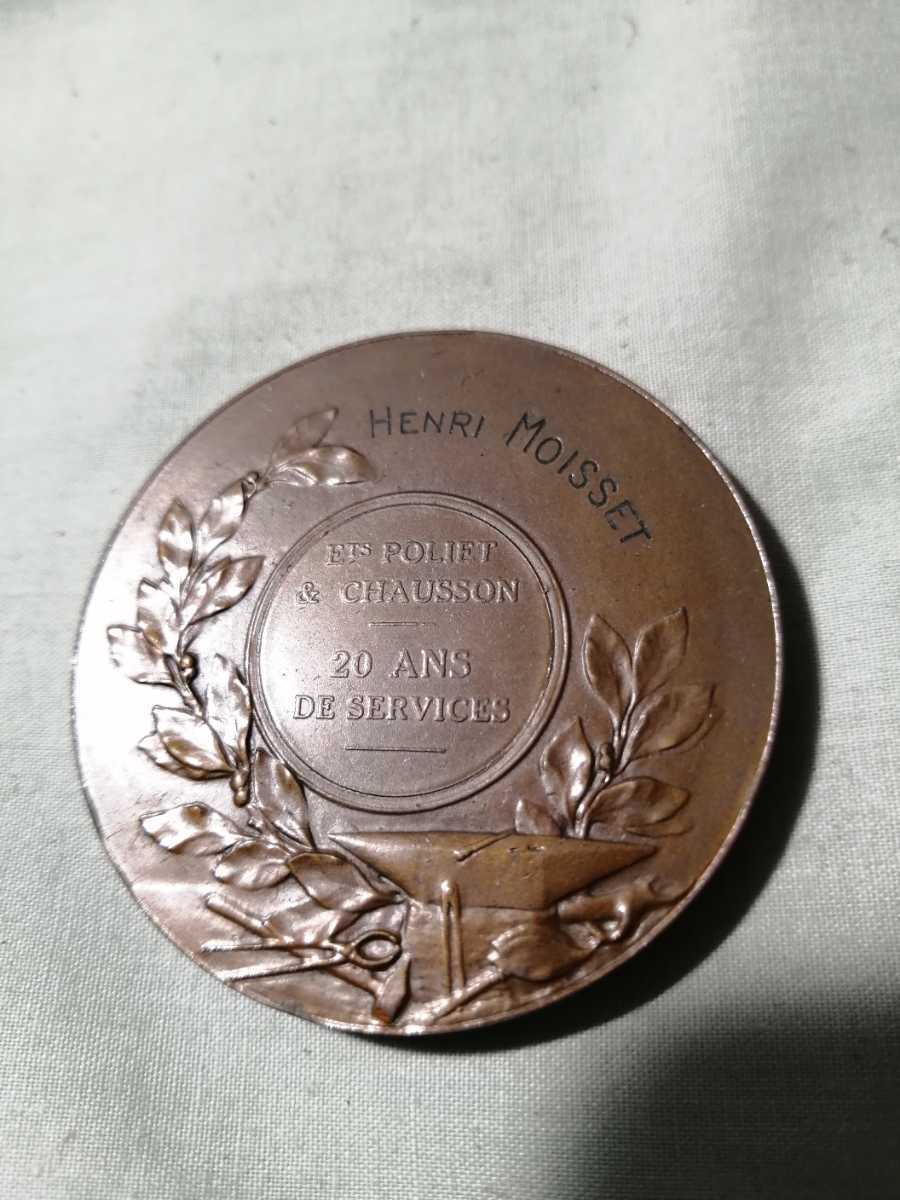 HENRI MOISSET
ETS POLIET
& CHAUSSON
20 ANS
DE SERVICES